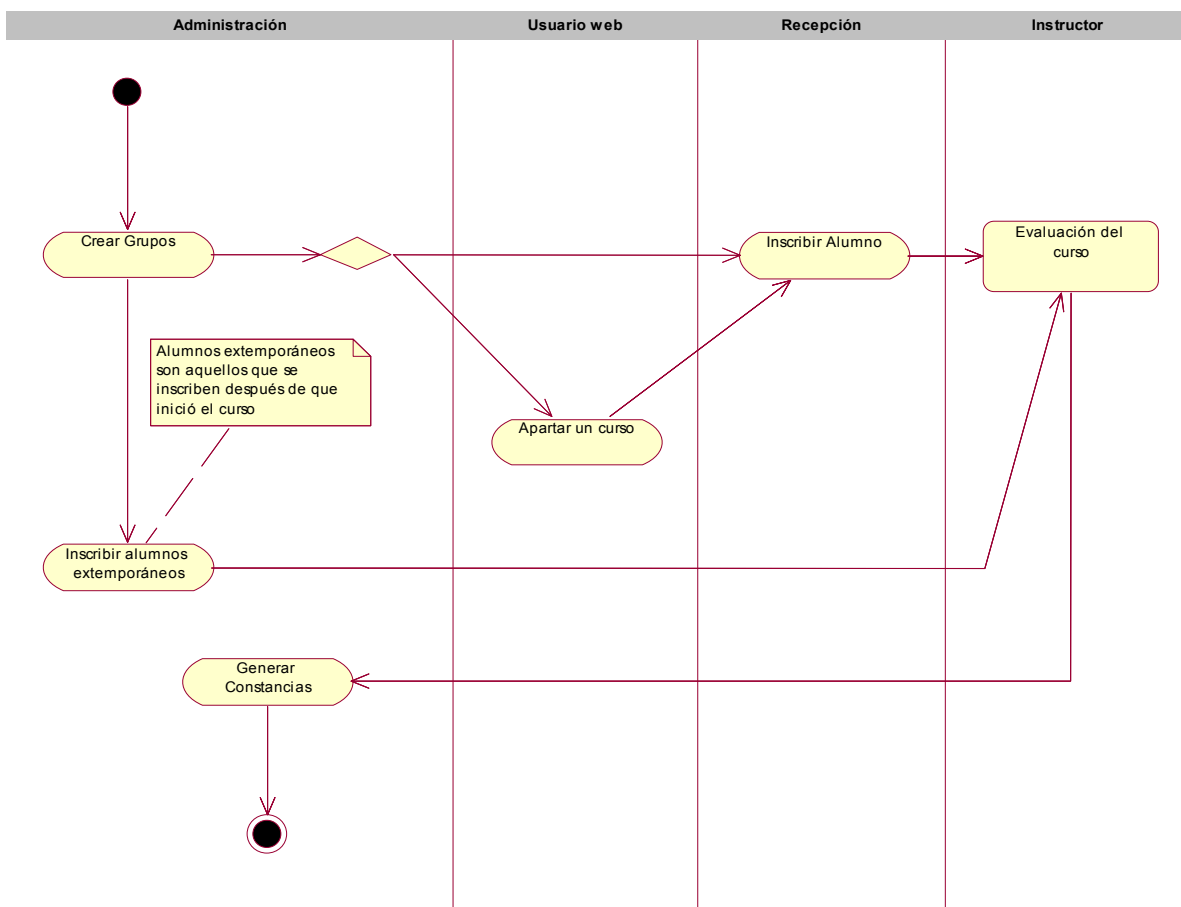 Administración
Usuario web
Recepción
Instructor
Crear Grupos
Inscribir Alumno
Evaluación del
curso
Alumnos extemporáneos
son aquellos que se
inscriben después de que
inició el curso
Apartar un curso
Inscribir alumnos
extemporáneos
Generar
Constancias